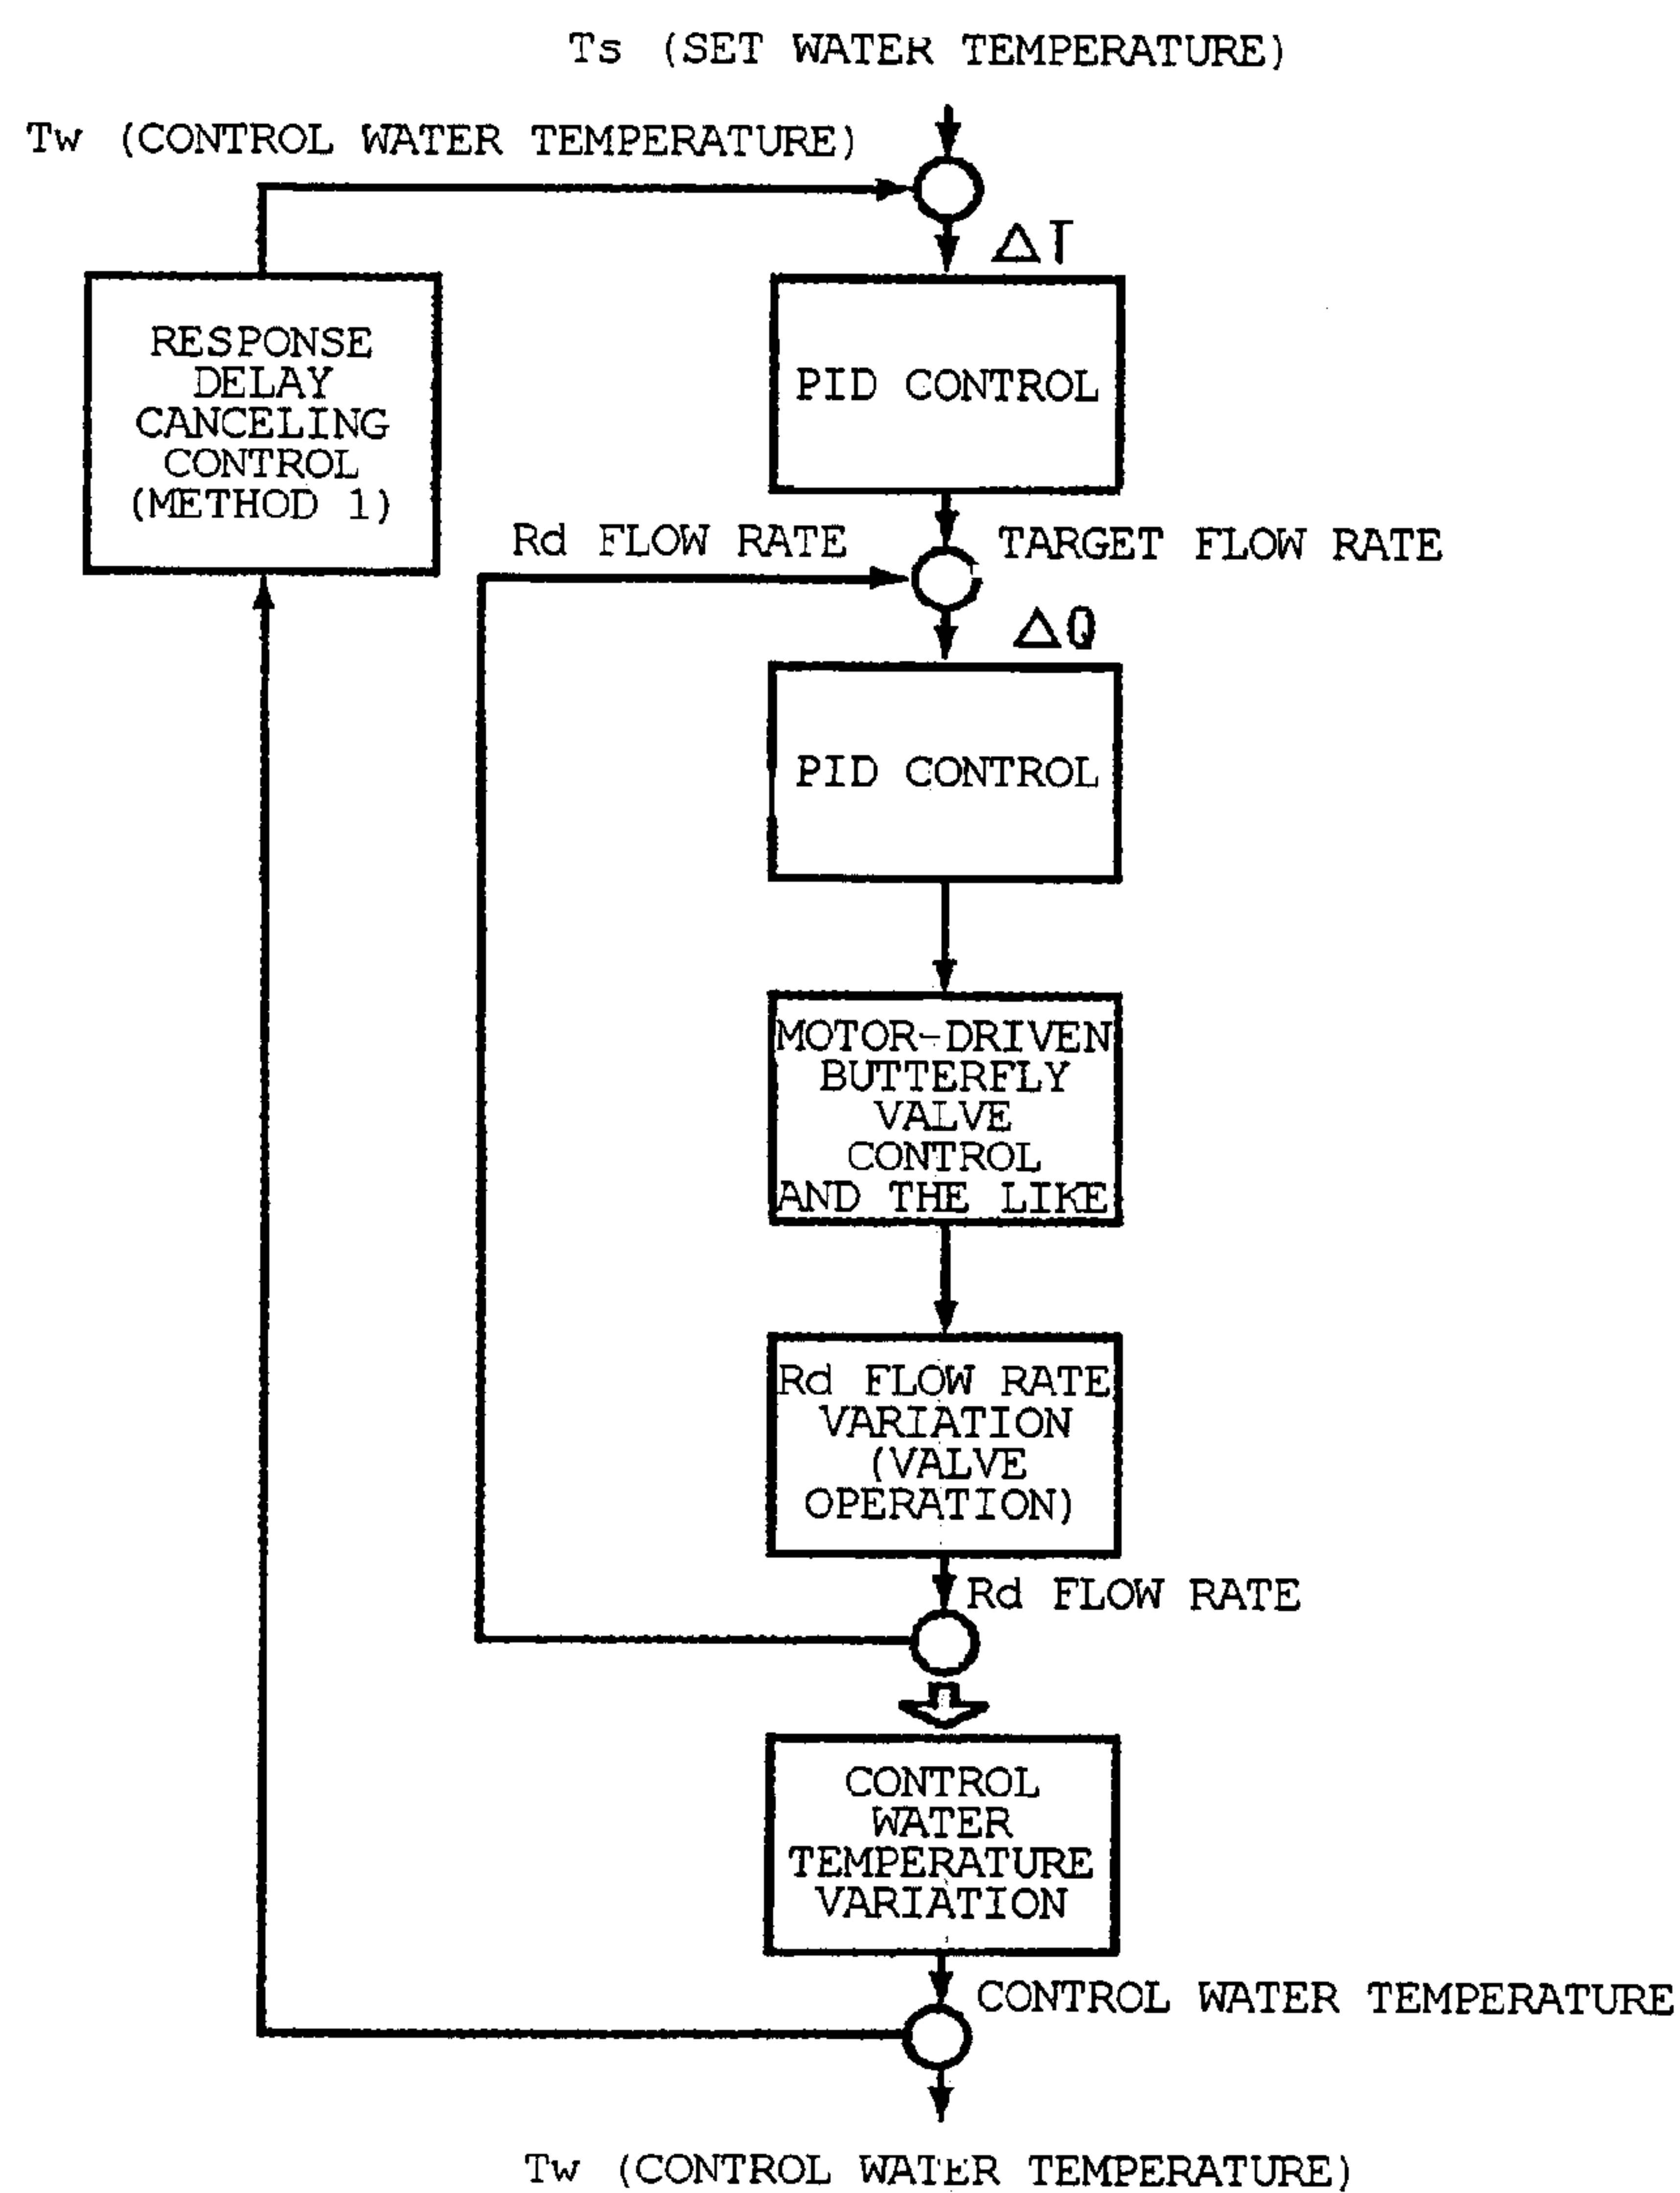 Ts (SET WATER TEMPERATURE)
Tw (CONTROL WATER TEMPERATURE)
ΔT
PID CONTROL
RESPONSE
DELAY
CANCELING
CONTROL
(METHOD 1)
Rd FLOW RATE
TARGET FLOW RATE
ΔQ
PID CONTROL
MOTOR-DRIVEN
BUTTERFLY
VALVE
CONTROL
AND THE LIKE
Rd FLOW RATE
VARIATION
(VALVE
OPERATION)
Rd FLOW RATE
CONTROL
WATER
TEMPERATURE
VARIATION
CONTROL WATER TEMPERATURE
Tw (CONTROL WATER TEMPERATURE)